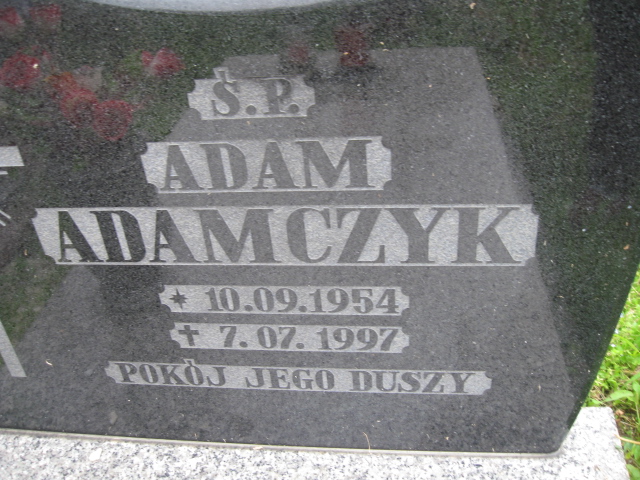 Ś.P.
ADAM
ADAMCZYK
* 10.09.1954
✝ 7.07.1997
POKÓJ JEGO DUSZY